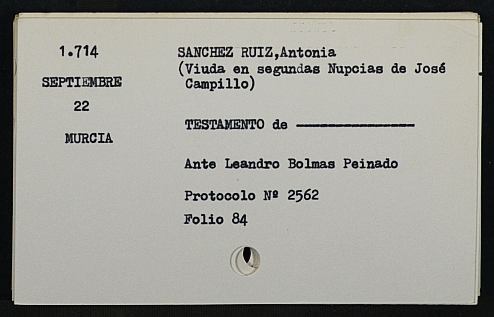 1.714
SEPTIEMBRE
22
MURCIA
SANCHEZ RUIZ,Antonia
(Viuda en segundas Nupcias de José
Campillo)
TESTAMENTO de ----------------
Ante Leandro Bolmas Peinado
Protocolo Nº 2562
Folio 84